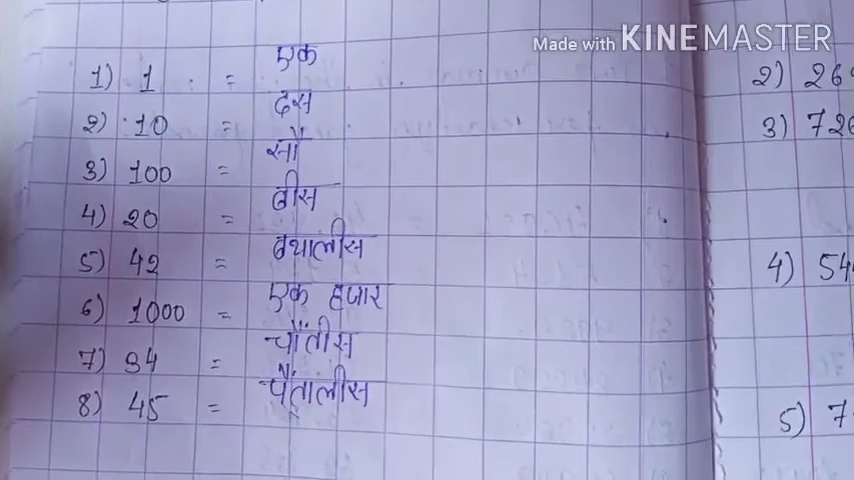 Made with KINEMASTER
1) 1 = एक
2) 10 = दस
3) 100 = सौ
4) 20 = बीस
5) 42 = बयालीस
6) 1000 = एक हजार
7) 34 = चौंतीस
8) 45 = पैंतालीस
2) 26
3) 726
4) 54
5) 7